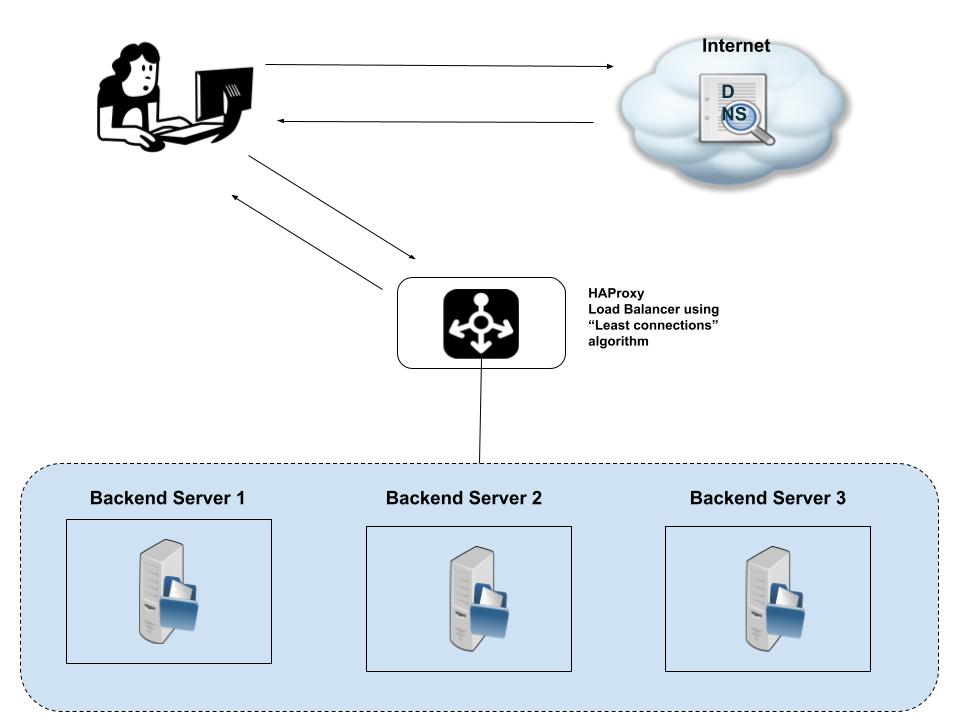 Internet
D
NS
HAProxy
Load Balancer using
“Least connections”
algorithm
Backend Server 1
Backend Server 2
Backend Server 3